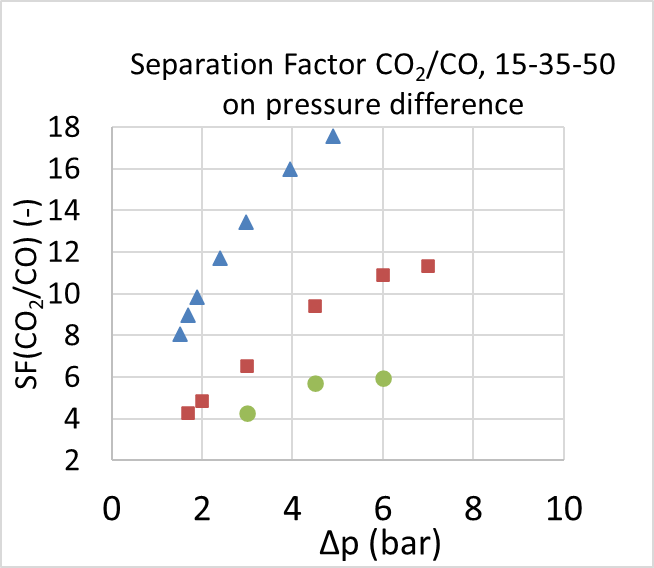 Separation Factor CO₂/CO, 15-35-50
on pressure difference
18
16
14
12
10
8
6
4
2
SF(CO₂/CO) (-)
0 2 4 6 8 10
Δp (bar)